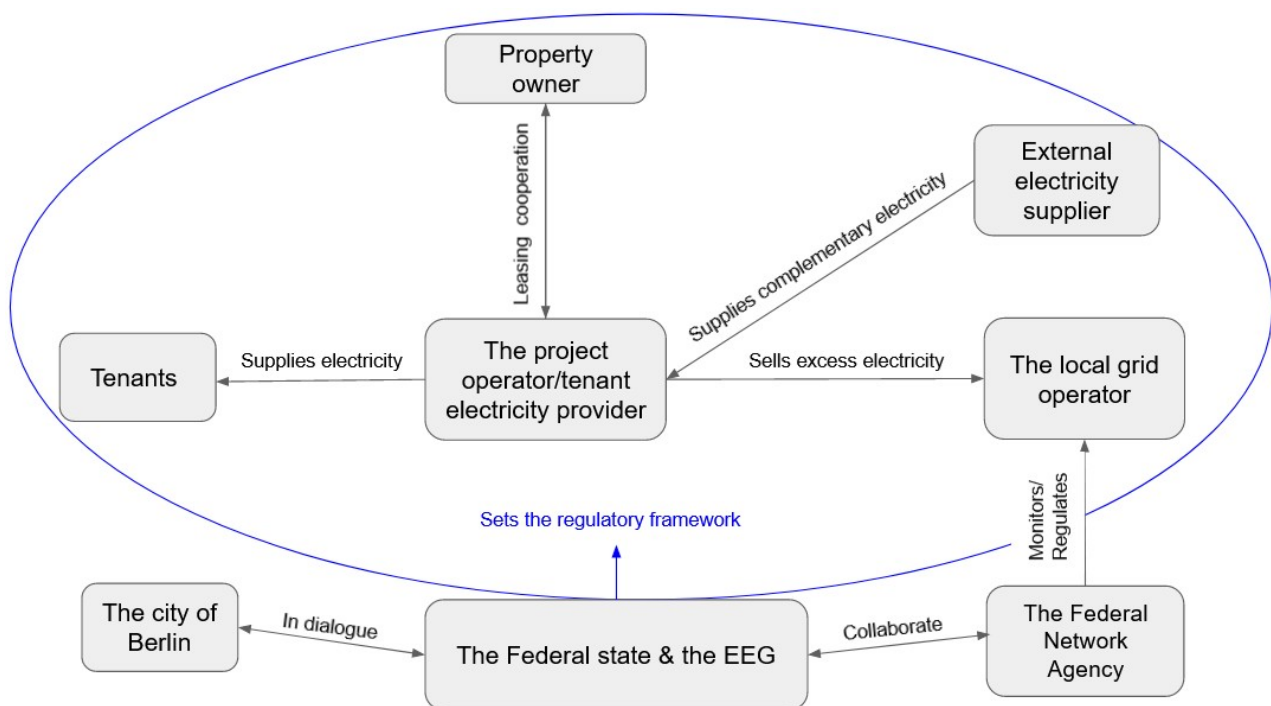 Property
owner
External
electricity
supplier
Leasing cooperation
Supplies complementary electricity
Tenants
Supplies electricity
The project
operator/tenant
electricity provider
Sells excess electricity
The local grid
operator
Monitors/
Regulates
Sets the regulatory framework
The city of
Berlin
In dialogue
The Federal state & the EEG
Collaborate
The Federal
Network
Agency